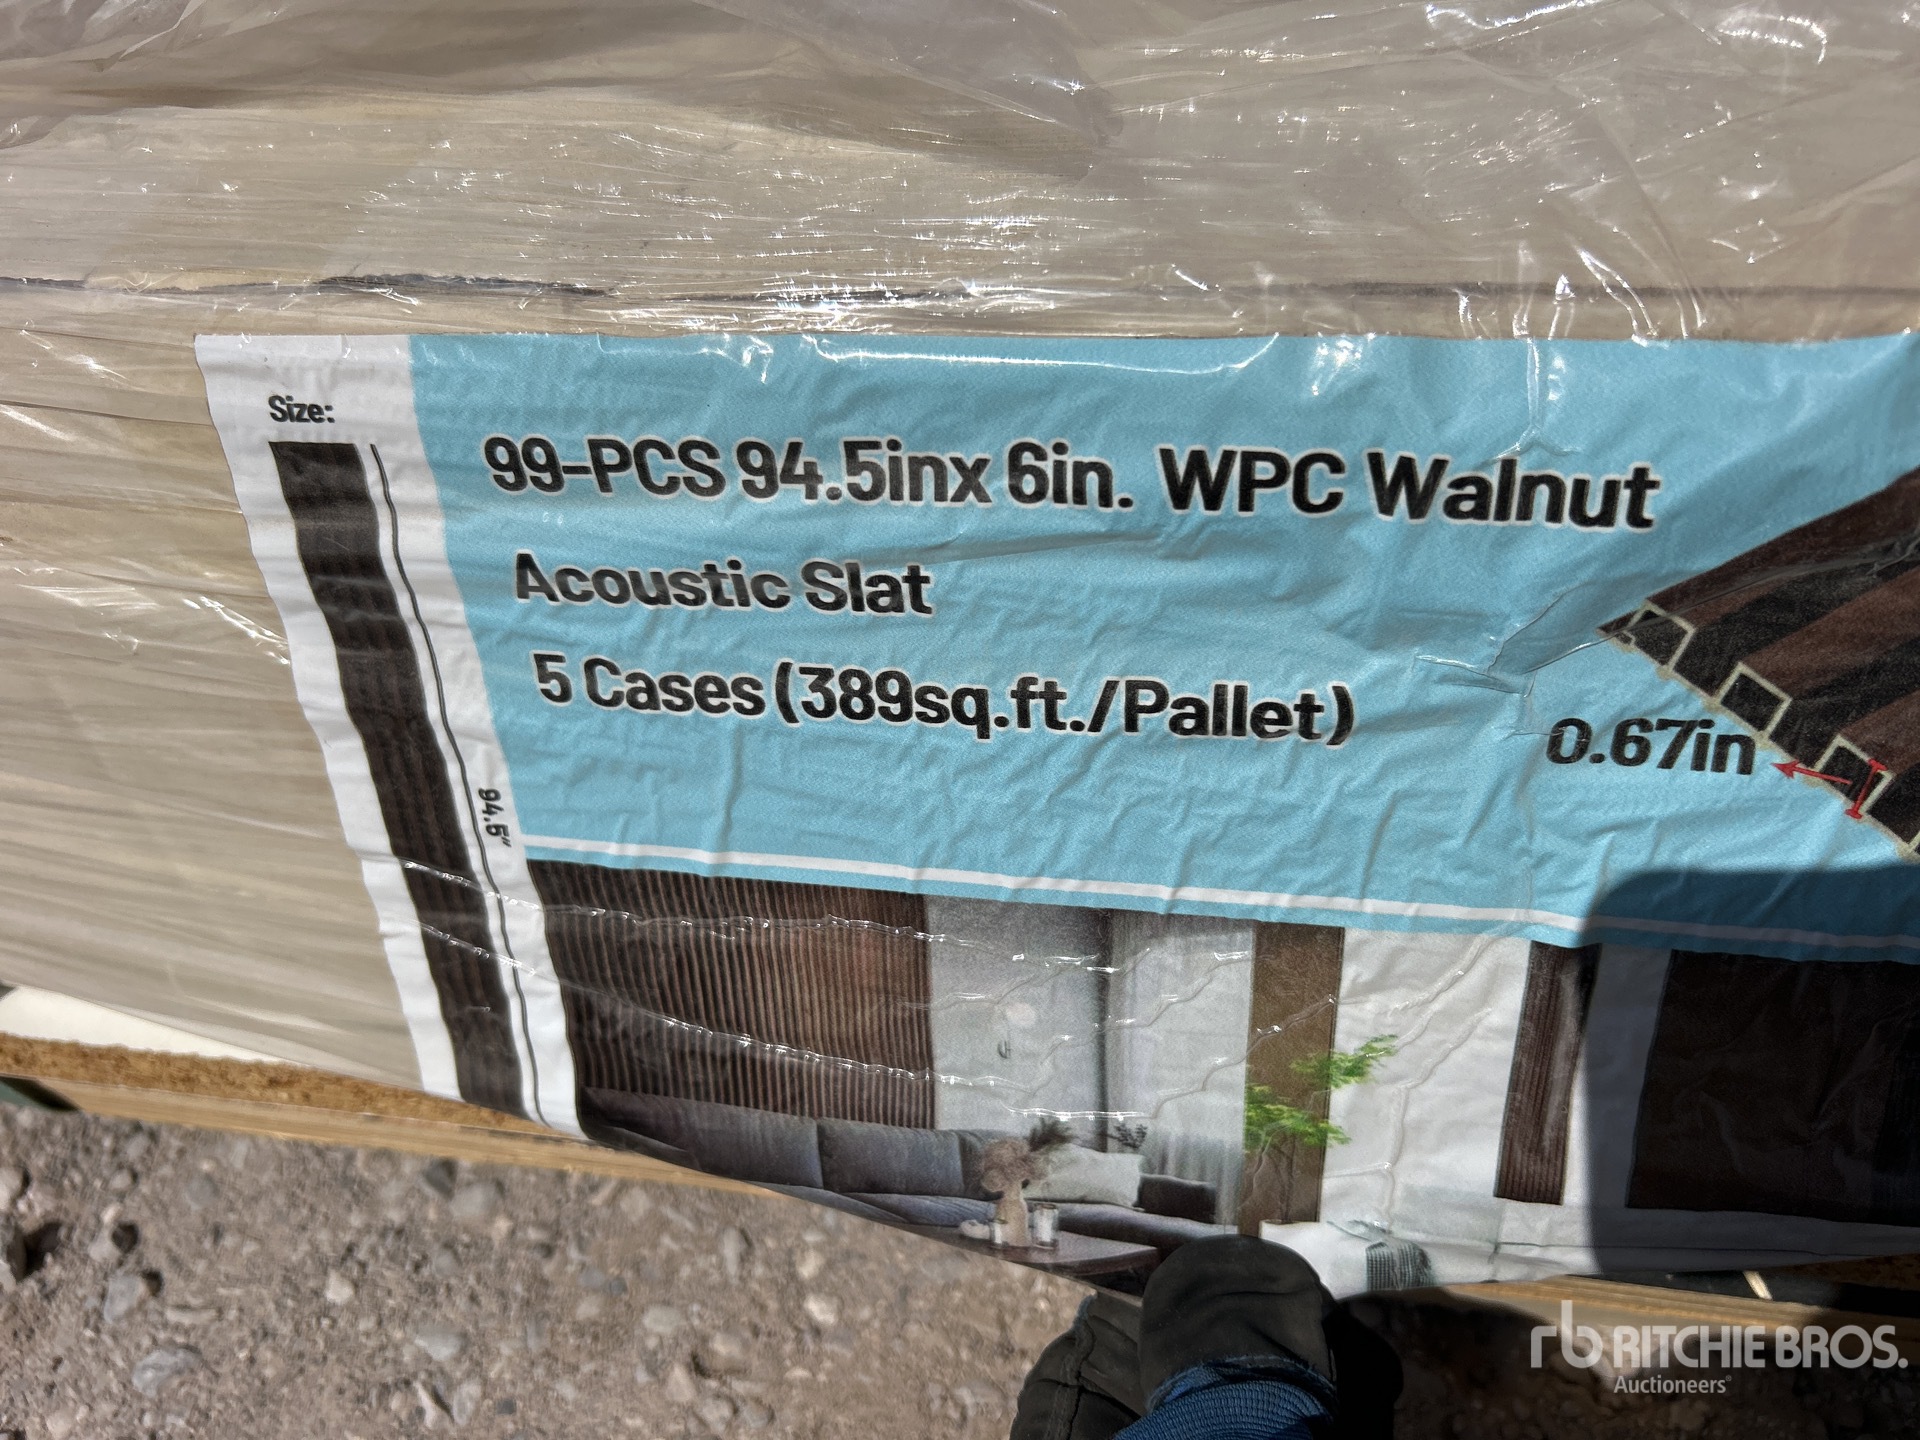 Size:
99-PCS 94.5inx 6in. WPC Walnut
Acoustic Slat
5 Cases (389sq.ft./Pallet)
0.67in
94.5"
rb RITCHIE BROS.
Auctioneers